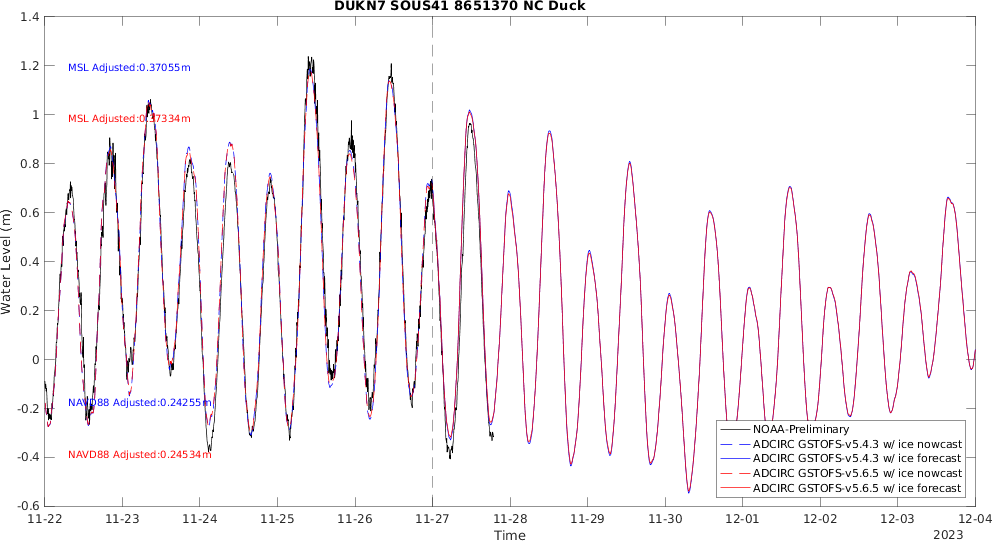 DUKN7 SOUS41 8651370 NC Duck
1.4
1.2
1
0.8
0.6
0.4
0.2
0
-0.2
-0.4
-0.6
Water Level (m)
MSL Adjusted:0.37055m
MSL Adjusted:0.37334m
NAVD88 Adjusted:0.24255m
NAVD88 Adjusted:0.24534m
NOAA-Preliminary
ADCIRC GSTOFS-v5.4.3 w/ ice nowcast
ADCIRC GSTOFS-v5.4.3 w/ ice forecast
ADCIRC GSTOFS-v5.6.5 w/ ice nowcast
ADCIRC GSTOFS-v5.6.5 w/ ice forecast
11-22 11-23 11-24 11-25 11-26 11-27 11-28 11-29 11-30 12-01 12-02 12-03 12-04
Time
2023